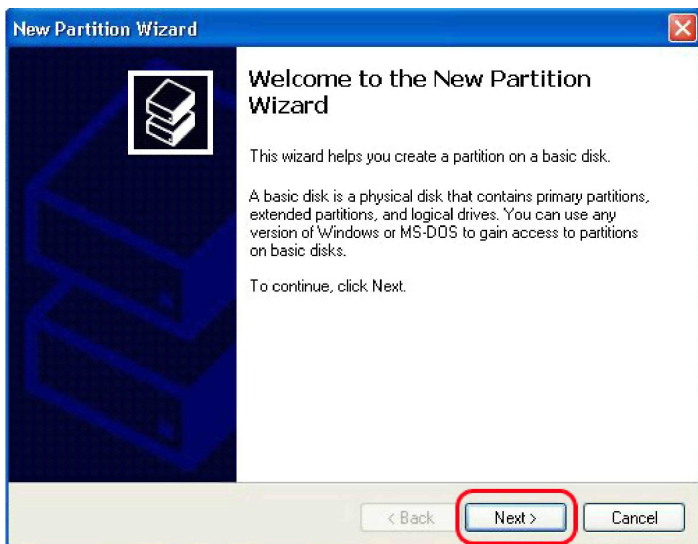 New Partition Wizard
Welcome to the New Partition
Wizard
This wizard helps you create a partition on a basic disk.
A basic disk is a physical disk that contains primary partitions,
extended partitions, and logical drives. You can use any
version of Windows or MS-DOS to gain access to partitions
on basic disks.
To continue, click Next.
< Back
Next >
Cancel